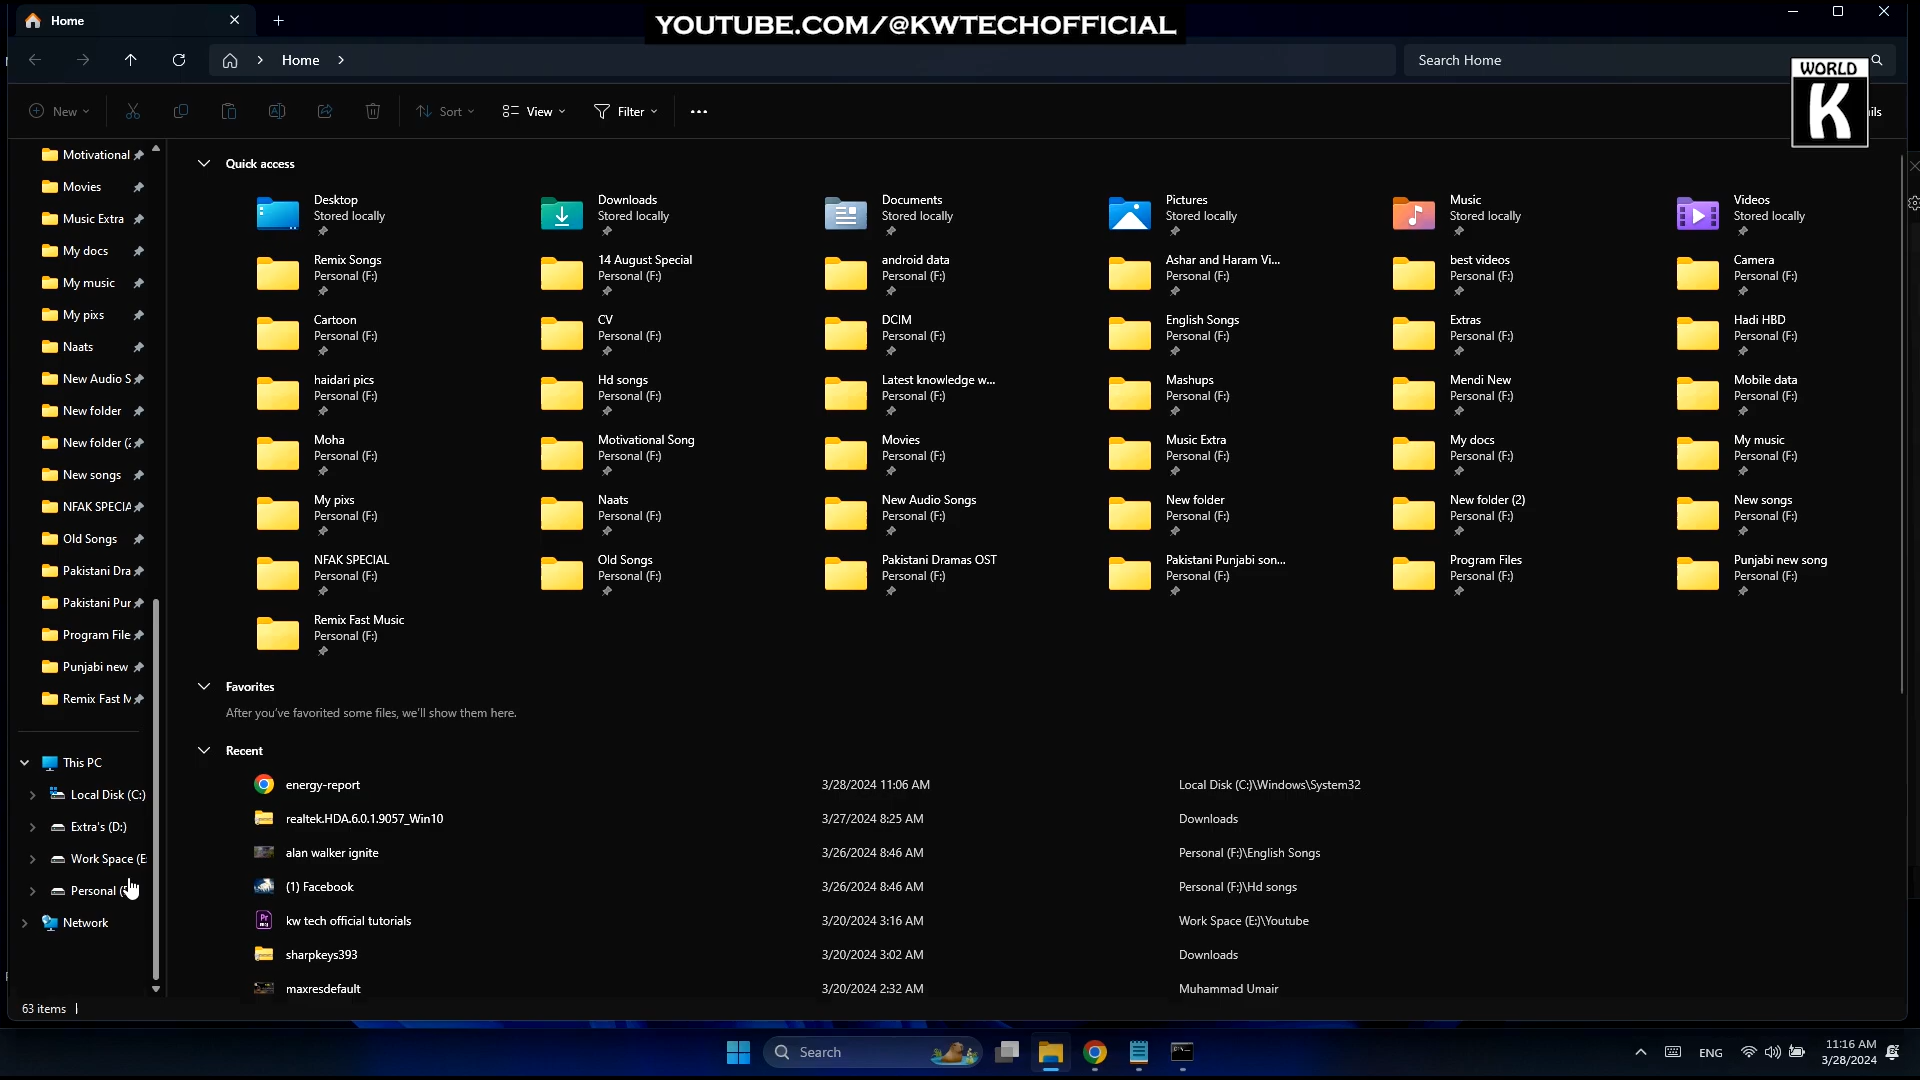 Home
YOUTUBE.COM/@KWTECHOFFICIAL
Home
Search Home
WORLD
K
New
Sort
View
Filter
ils
Motivational
Movies
Music Extra
My docs
My music
My pixs
Naats
New Audio S
New folder
New folder (2
New songs
NFAK SPECIA
Old Songs
Pakistani Dra
Pakistani Pur
Program File
Punjabi new
Remix Fast M
This PC
Local Disk (C:)
Extra's (D:)
Work Space (E:
Personal (
Network
Quick access
Desktop
Stored locally
Downloads
Stored locally
Documents
Stored locally
Pictures
Stored locally
Music
Stored locally
Videos
Stored locally
Remix Songs
Personal (F:)
14 August Special
Personal (F:)
android data
Personal (F:)
Ashar and Haram Vi...
Personal (F:)
best videos
Personal (F:)
Camera
Personal (F:)
Cartoon
Personal (F:)
CV
Personal (F:)
DCIM
Personal (F:)
English Songs
Personal (F:)
Extras
Personal (F:)
Hadi HBD
Personal (F:)
haidari pics
Personal (F:)
Hd songs
Personal (F:)
Latest knowledge w...
Personal (F:)
Mashups
Personal (F:)
Mendi New
Personal (F:)
Mobile data
Personal (F:)
Moha
Personal (F:)
Motivational Song
Personal (F:)
Movies
Personal (F:)
Music Extra
Personal (F:)
My docs
Personal (F:)
My music
Personal (F:)
My pixs
Personal (F:)
Naats
Personal (F:)
New Audio Songs
Personal (F:)
New folder
Personal (F:)
New folder (2)
Personal (F:)
New songs
Personal (F:)
NFAK SPECIAL
Personal (F:)
Old Songs
Personal (F:)
Pakistani Dramas OST
Personal (F:)
Pakistani Punjabi son...
Personal (F:)
Program Files
Personal (F:)
Punjabi new song
Personal (F:)
Remix Fast Music
Personal (F:)
Favorites
After you've favorited some files, we'll show them here.
Recent
energy-report 3/28/2024 11:06 AM Local Disk (C:)\Windows\System32
realtek.HDA.6.0.1.9057_Win10 3/27/2024 8:25 AM Downloads
alan walker ignite 3/26/2024 8:46 AM Personal (F:)\English Songs
(1) Facebook 3/26/2024 8:46 AM Personal (F:)\Hd songs
kw tech official tutorials 3/20/2024 3:16 AM Work Space (E:)\Youtube
sharpkeys393 3/20/2024 3:02 AM Downloads
maxresdefault 3/20/2024 2:32 AM Muhammad Umair
63 items
Search
ENG
11:16 AM
3/28/2024